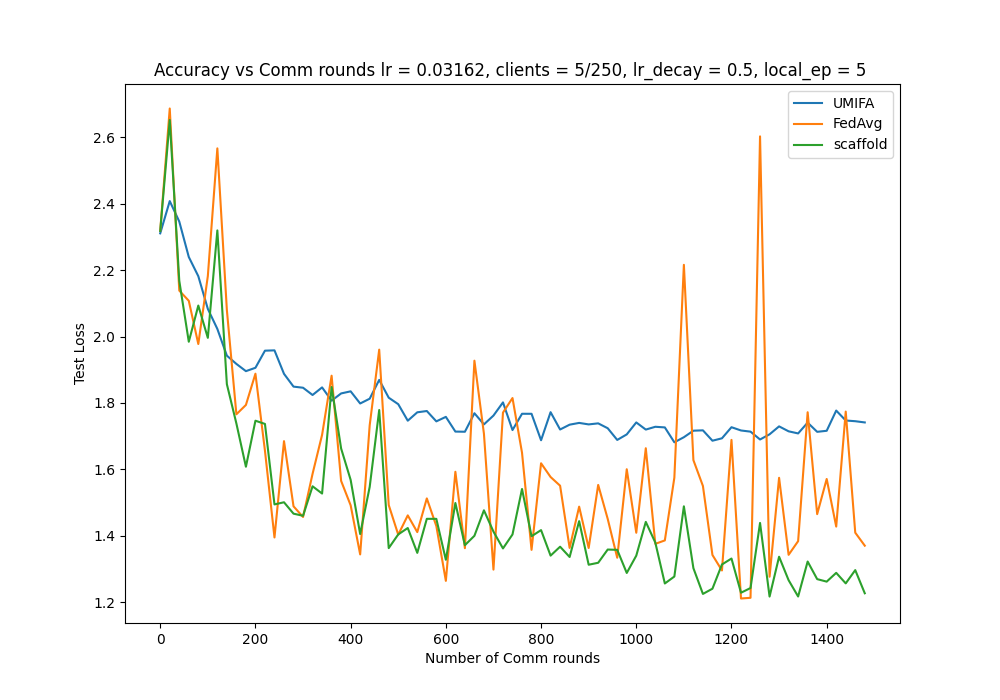 Accuracy vs Comm rounds lr = 0.03162, clients = 5/250, lr_decay = 0.5, local_ep = 5
UMIFA
FedAvg
scaffold
Test Loss
2.6
2.4
2.2
2.0
1.8
1.6
1.4
1.2
0 200 400 600 800 1000 1200 1400
Number of Comm rounds